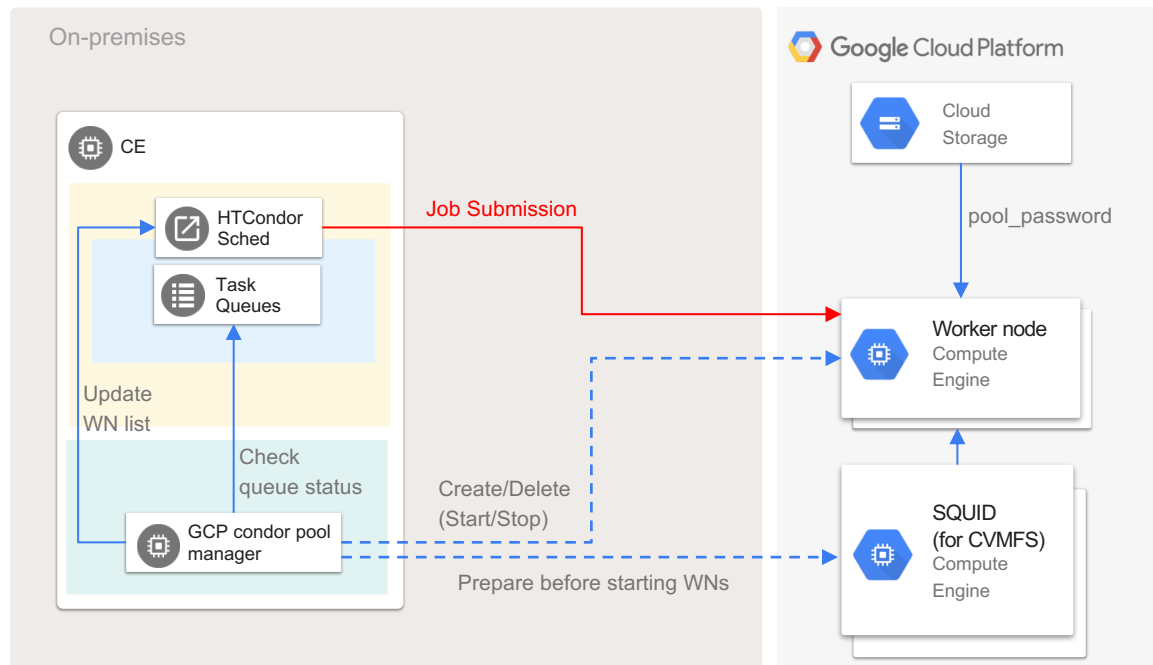 On-premises
Google Cloud Platform
Cloud
Storage
CE
HTCondor
Sched
Job Submission
pool_password
Task
Queues
Worker node
Compute
Engine
Update
WN list
Check
queue status
Create/Delete
(Start/Stop)
GCP condor pool
manager
SQUID
(for CVMFS)
Compute
Engine
Prepare before starting WNs